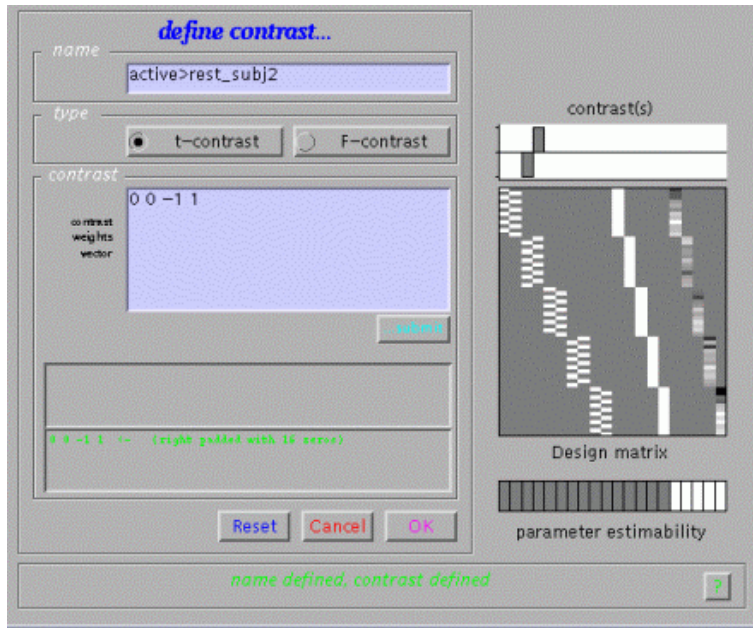 define contrast...
name
active>rest_subj2
type
t-contrast
F-contrast
contrast
0 0 -1 1
contrast
weights
vector
...submit
0 0 -1 1 <- (right padded with 16 zeros)
Reset
Cancel
OK
name defined, contrast defined
?
contrast(s)
Design matrix
parameter estimability